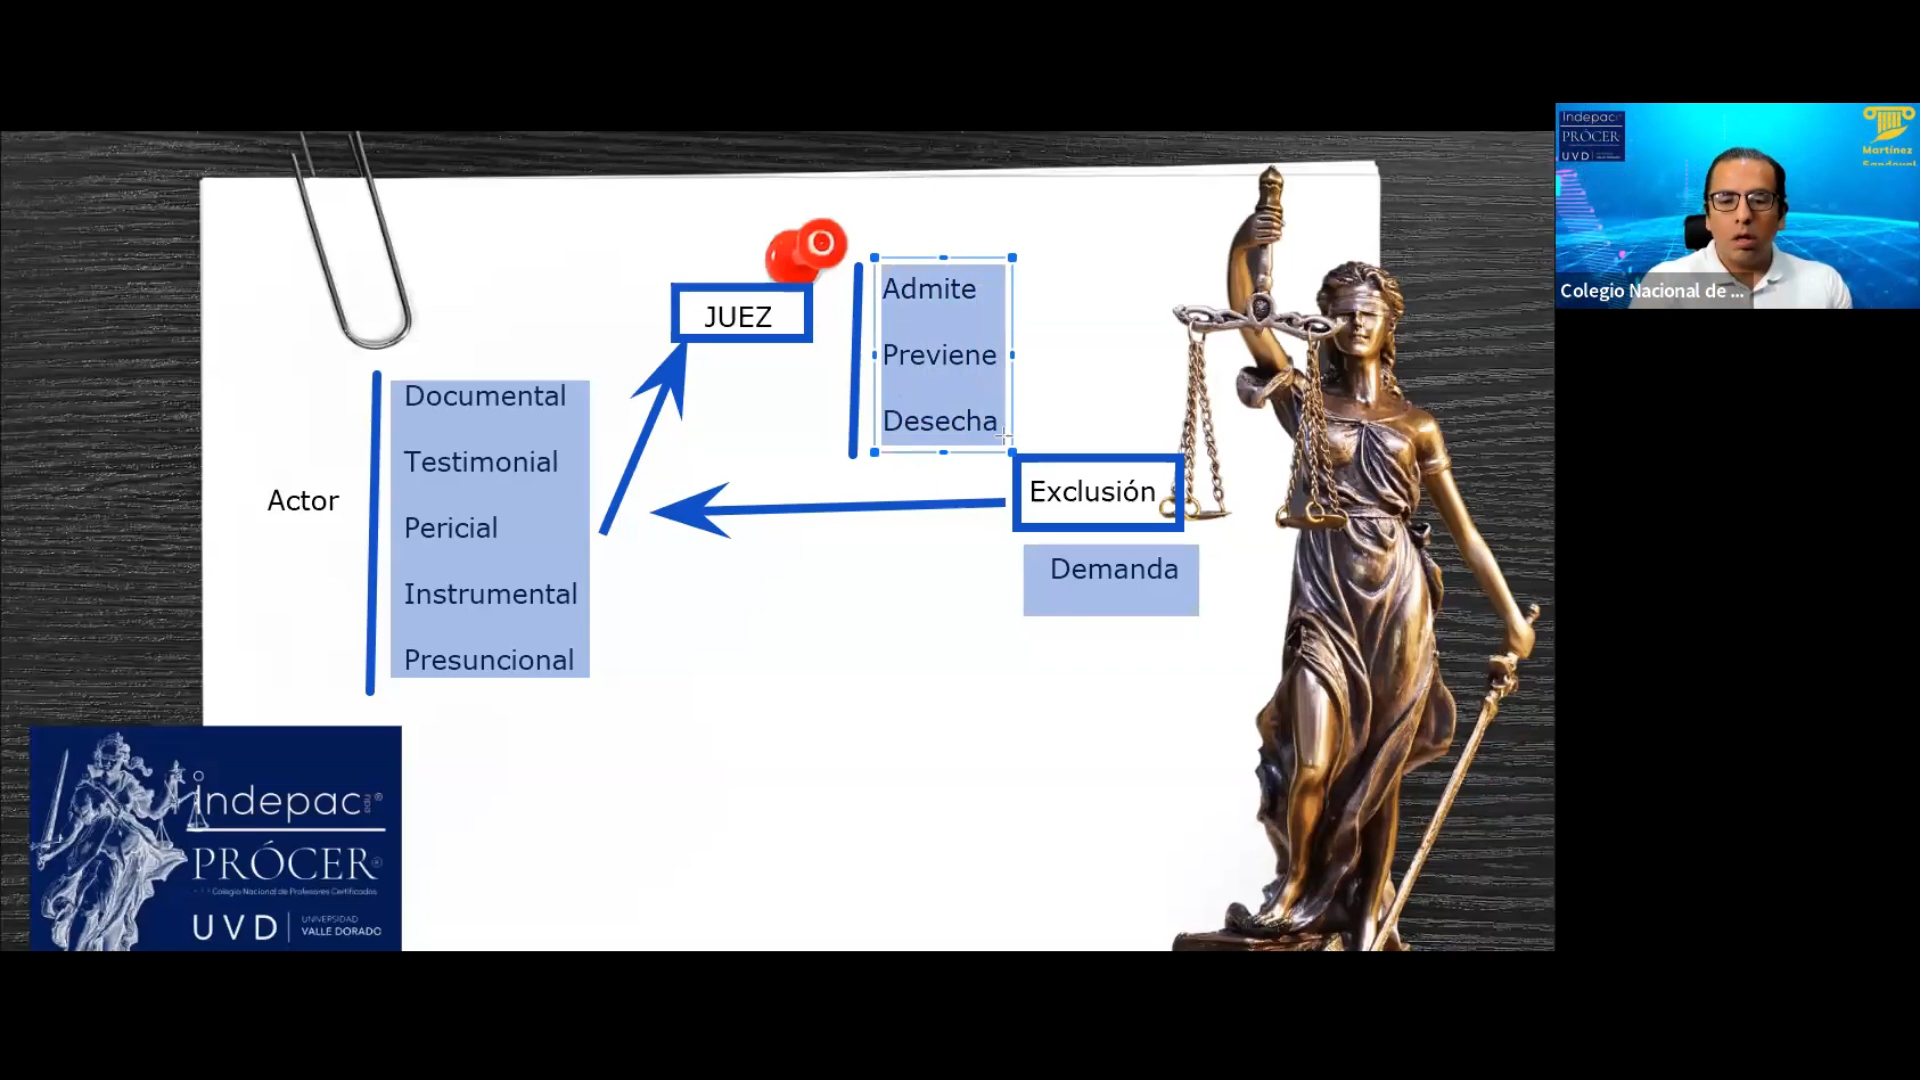 JUEZ
Admite
Previene
Desecha
Actor
Documental
Testimonial
Pericial
Instrumental
Presuncional
Exclusión
Demanda
indepac
PRÓCER
Colegio Nacional de Profesores Certificados
UVD
UNIVERSIDAD
VALLE DORADO
indepac
PRÓCER
UVD
Martínez
Sandoval
Colegio Nacional de ...